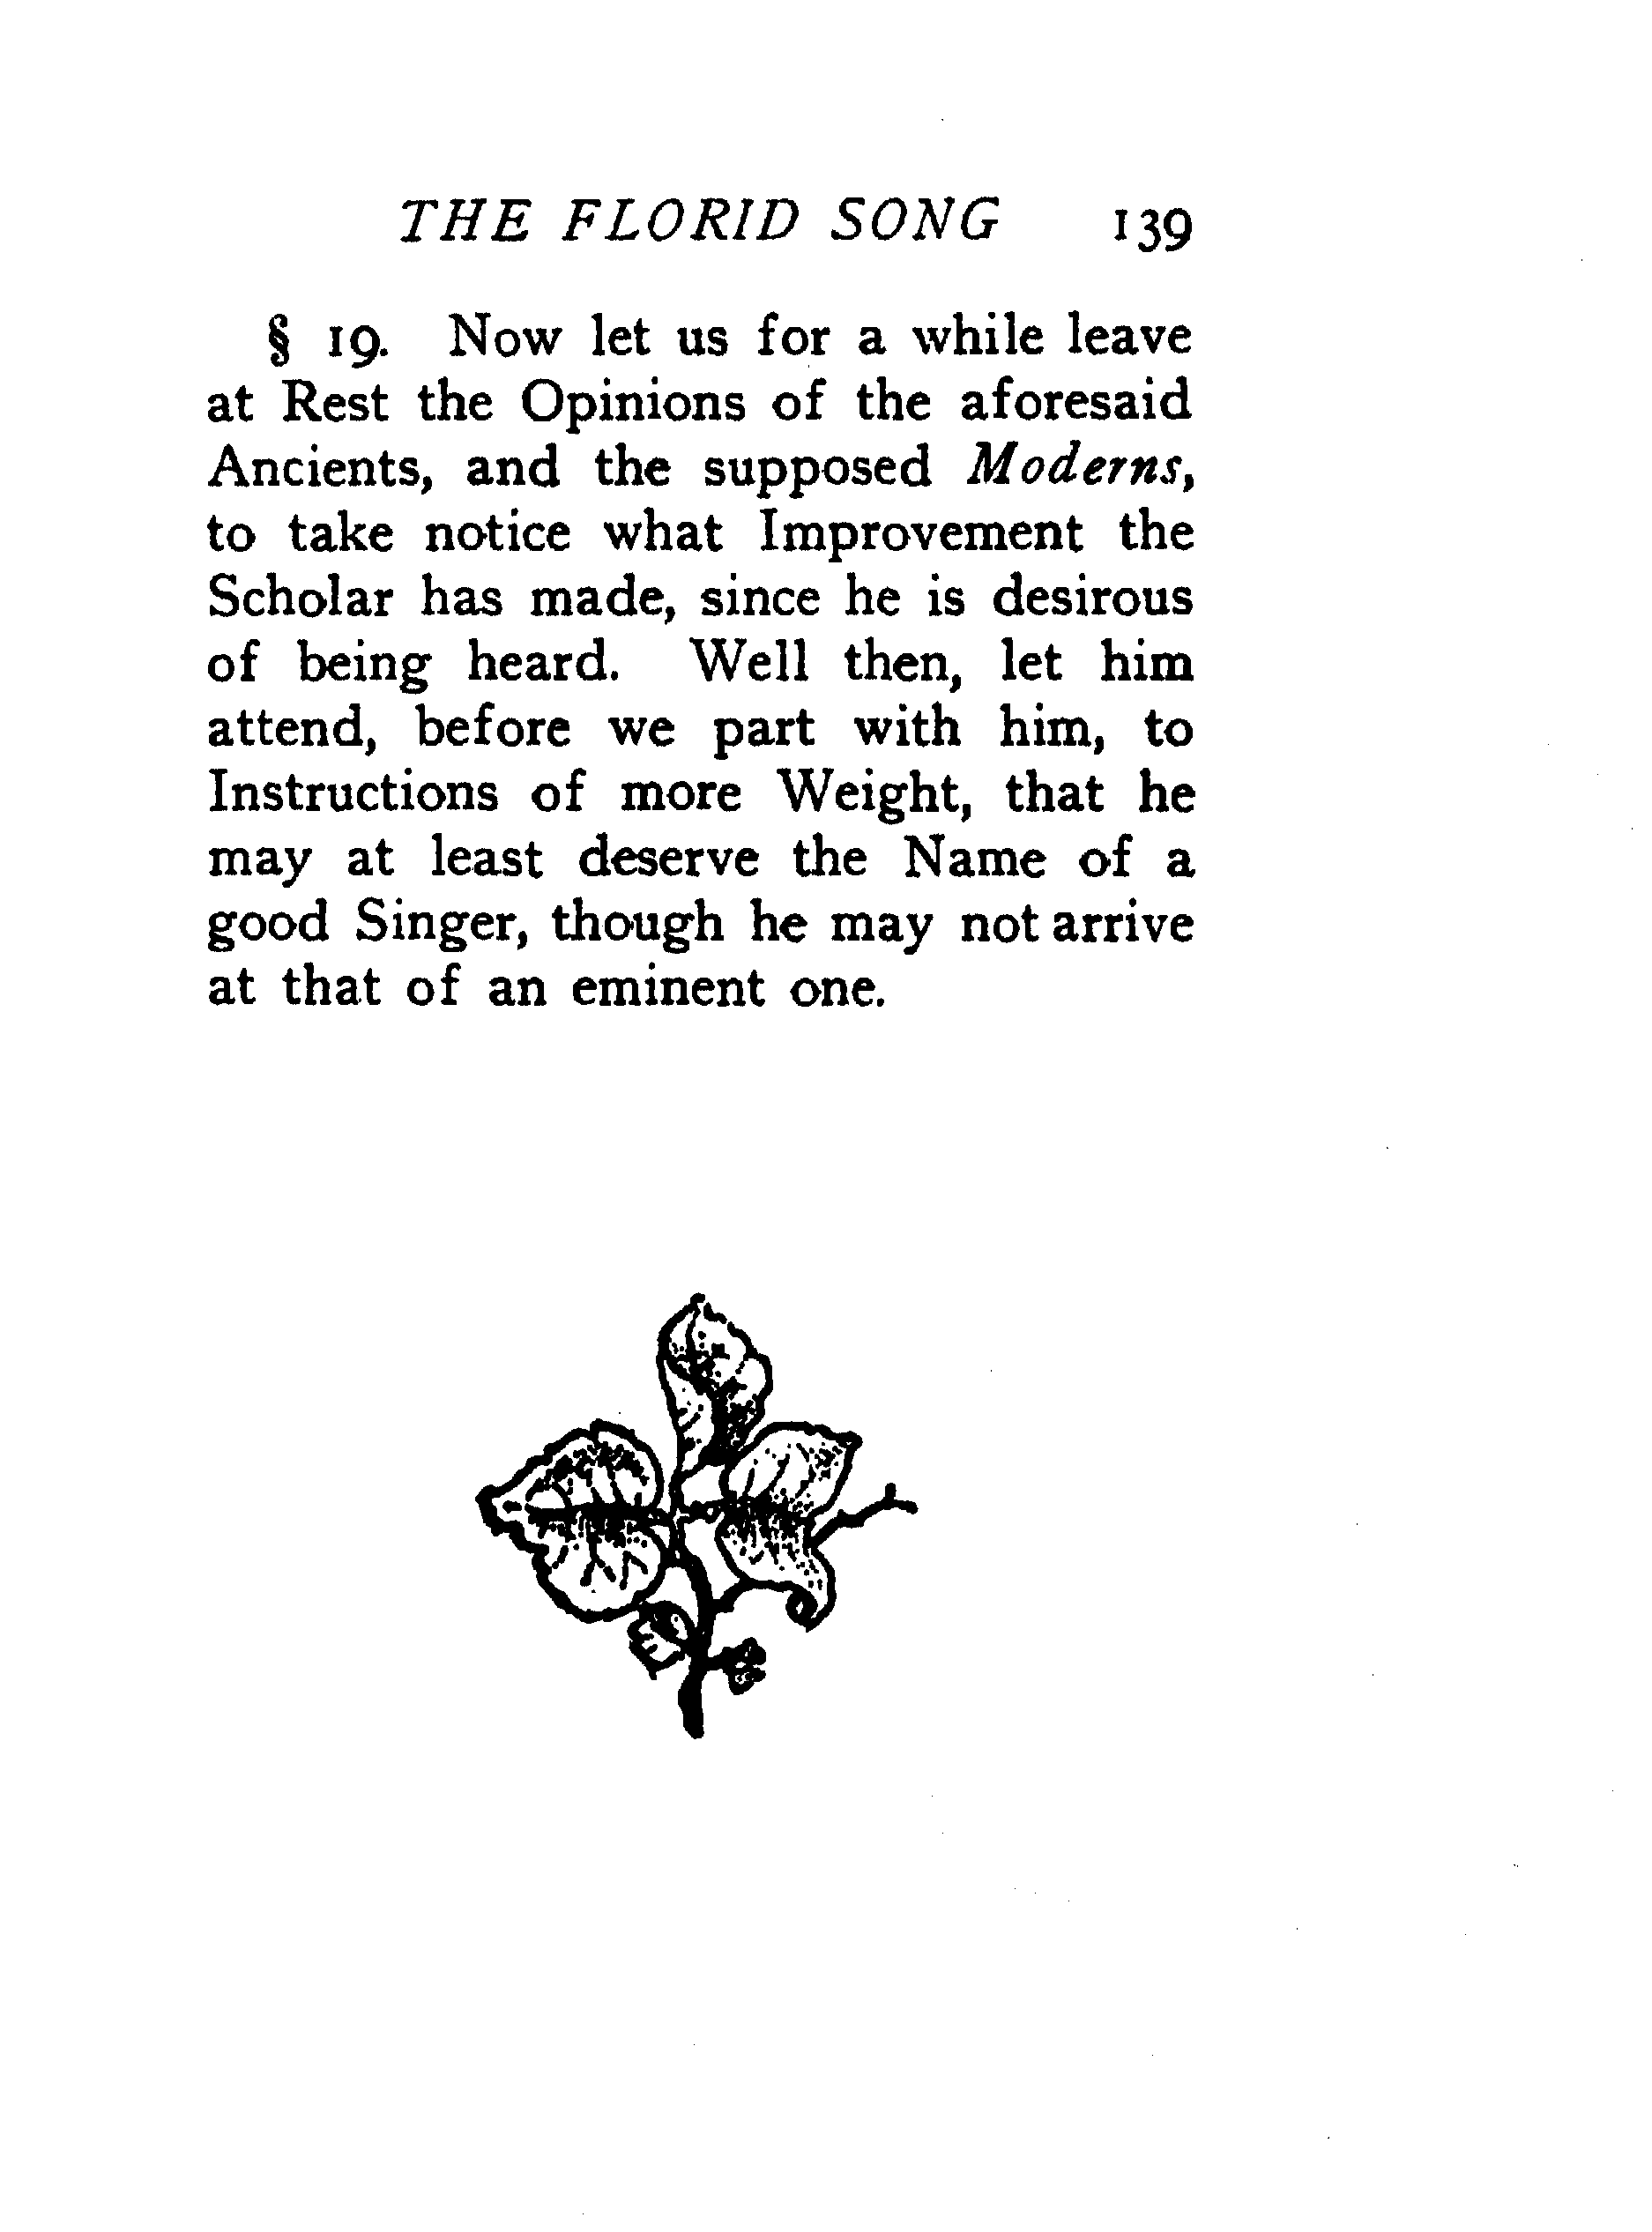 THE FLORID SONG 139
§ 19. Now let us for a while leave
at Rest the Opinions of the aforesaid
Ancients, and the supposed Moderns,
to take notice what Improvement the
Scholar has made, since he is desirous
of being heard. Well then, let him
attend, before we part with him, to
Instructions of more Weight, that he
may at least deserve the Name of a
good Singer, though he may not arrive
at that of an eminent one.